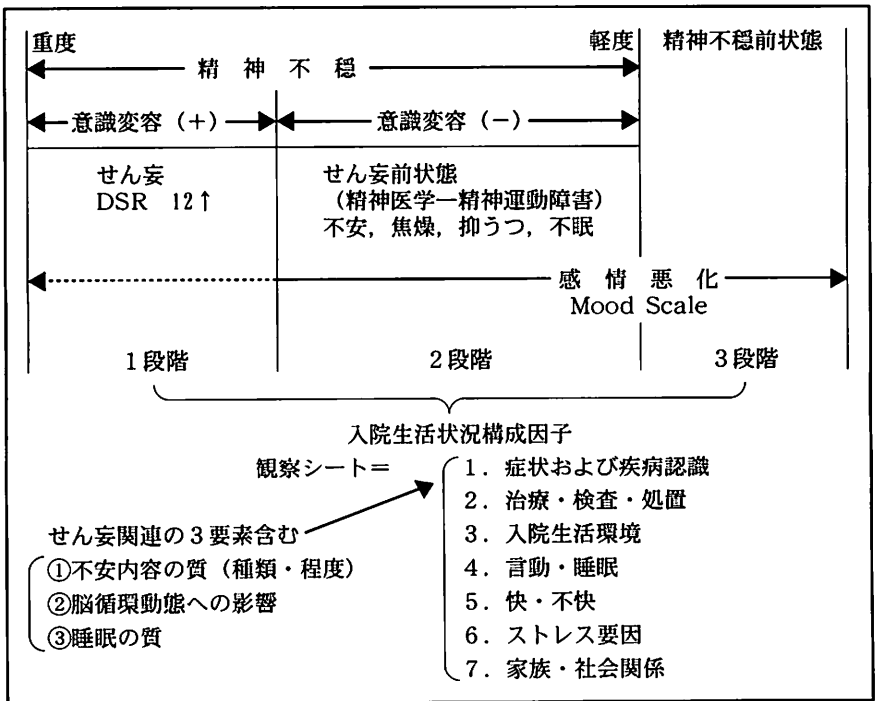 重度 軽度 精神不穏前状態
精神不穏
意識変容（+） 意識変容（−）
せん妄 せん妄前状態
DSR 12↑ （精神医学―精神運動障害）
不安，焦燥，抑うつ，不眠
感情悪化
Mood Scale
1段階 2段階 3段階
入院生活状況構成因子
観察シート＝ 1．症状および疾病認識
2．治療・検査・処置
せん妄関連の3要素含む 3．入院生活環境
①不安内容の質（種類・程度） 4．言動・睡眠
②脳循環動態への影響 5．快・不快
③睡眠の質 6．ストレス要因
7．家族・社会関係